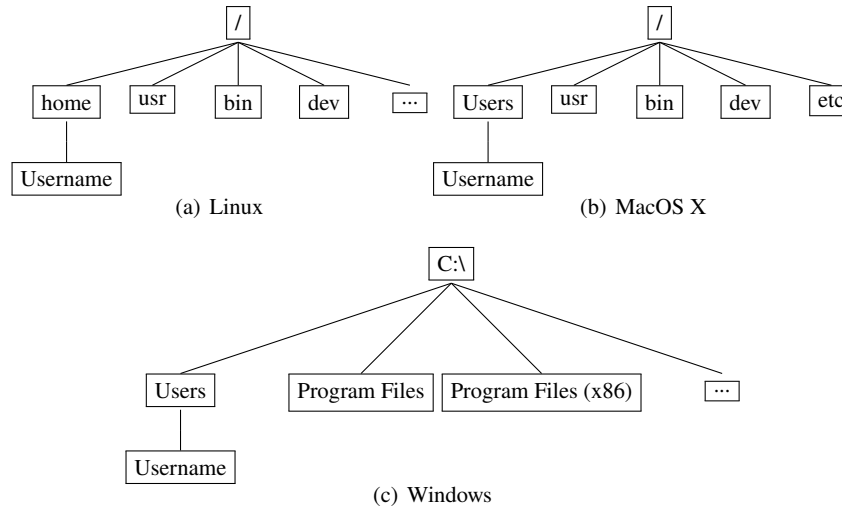 / /
home usr bin dev ... Users usr bin dev etc
Username Username
(a) Linux (b) MacOS X
C:\
Users Program Files Program Files (x86) ...
Username
(c) Windows